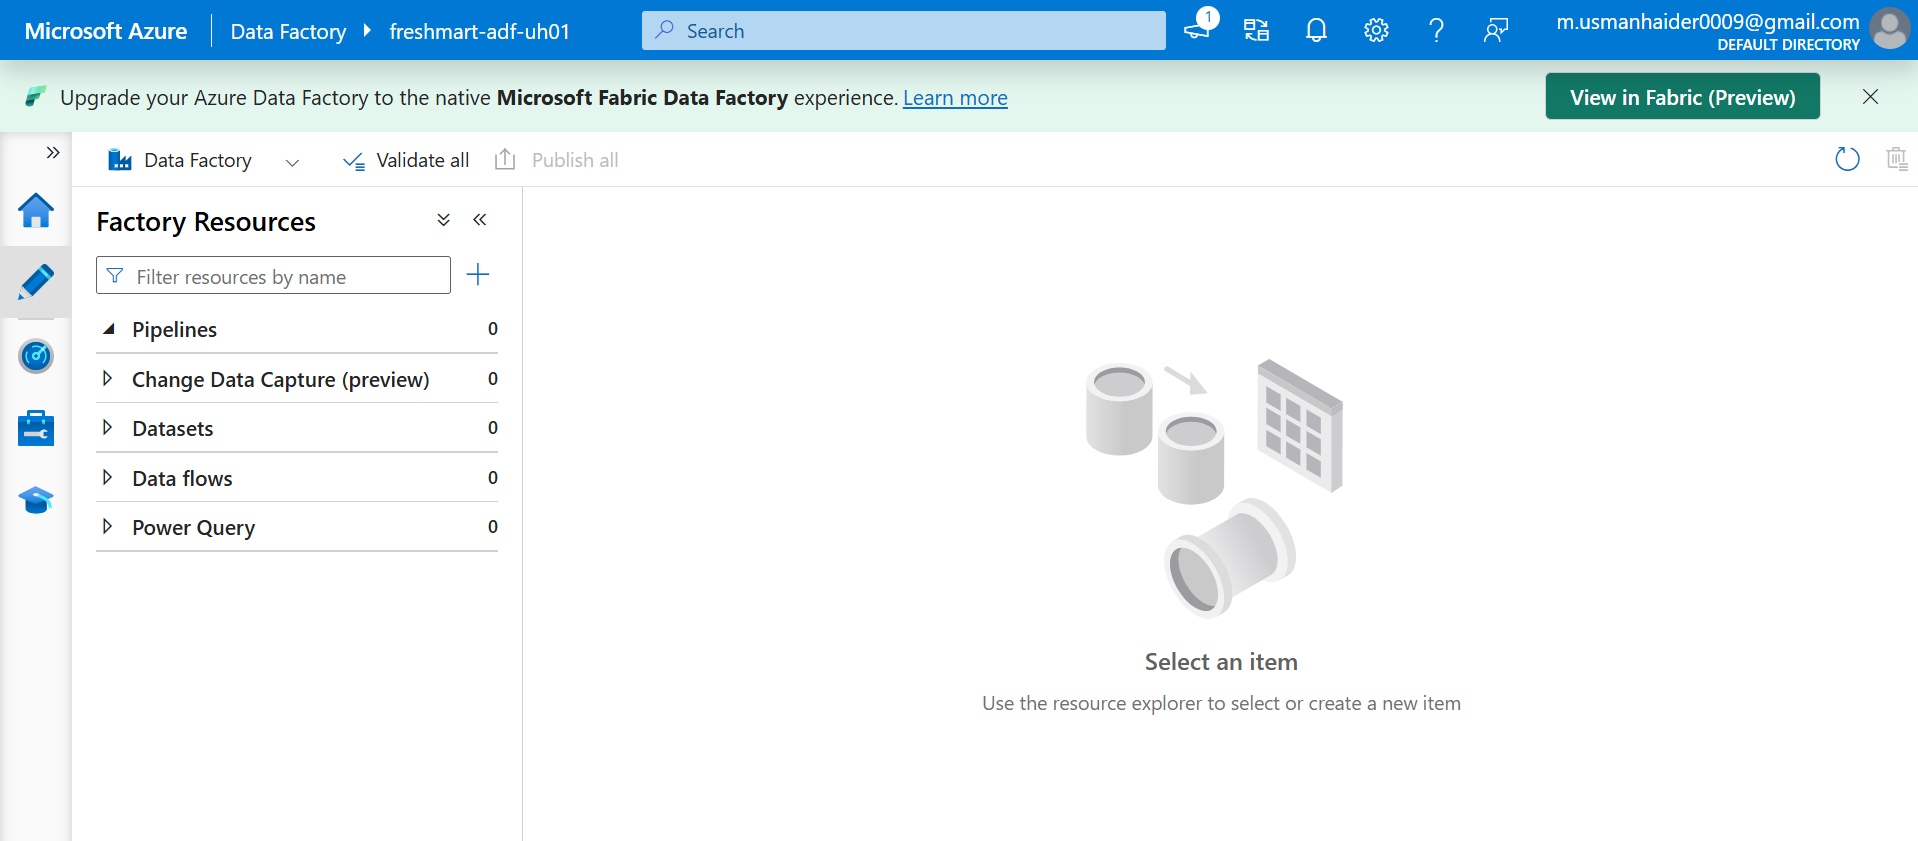 Microsoft Azure
Data Factory
freshmart-adf-uh01
Search
1
m.usmanhaider0009@gmail.com
DEFAULT DIRECTORY
Upgrade your Azure Data Factory to the native Microsoft Fabric Data Factory experience. Learn more
View in Fabric (Preview)
Data Factory
Validate all
Publish all
Factory Resources
Filter resources by name
Pipelines 0
Change Data Capture (preview) 0
Datasets 0
Data flows 0
Power Query 0
Select an item
Use the resource explorer to select or create a new item